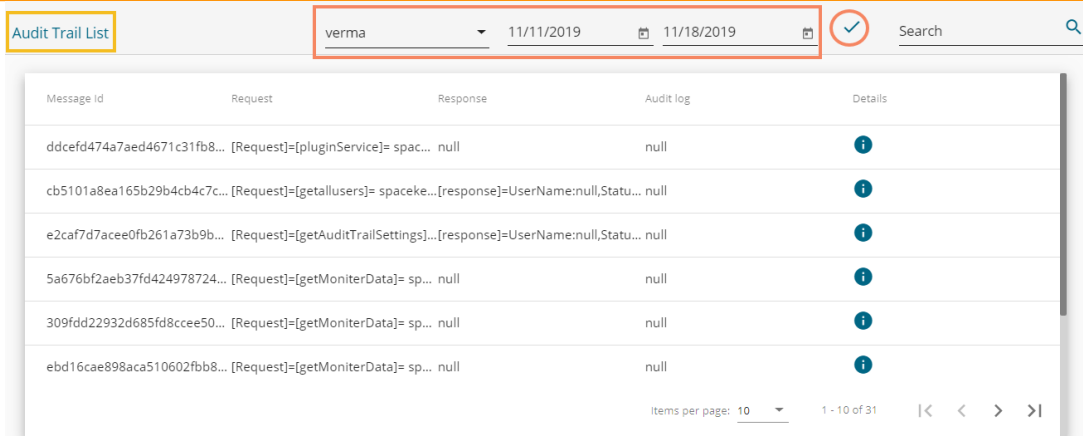 Audit Trail List verma 11/11/2019 11/18/2019 Search
Message Id Request Response Audit log Details
ddcefd474a7aed4671c31fb8... [Request]=[pluginService]= spac... null null
cb5101a8ea165b29b4cb4c7c... [Request]=[getallusers]= spaceke... [response]=UserName:null,Statu... null
e2caf7d7acee0fb261a73b9b... [Request]=[getAuditTrailSettings]... [response]=UserName:null,Statu... null
5a676bf2aeb37fd424978724... [Request]=[getMoniterData]= sp... null null
309fdd22932d685fd8ccee50... [Request]=[getMoniterData]= sp... null null
ebd16cae898aca510602fbb8... [Request]=[getMoniterData]= sp... null null
Items per page: 10 1 - 10 of 31